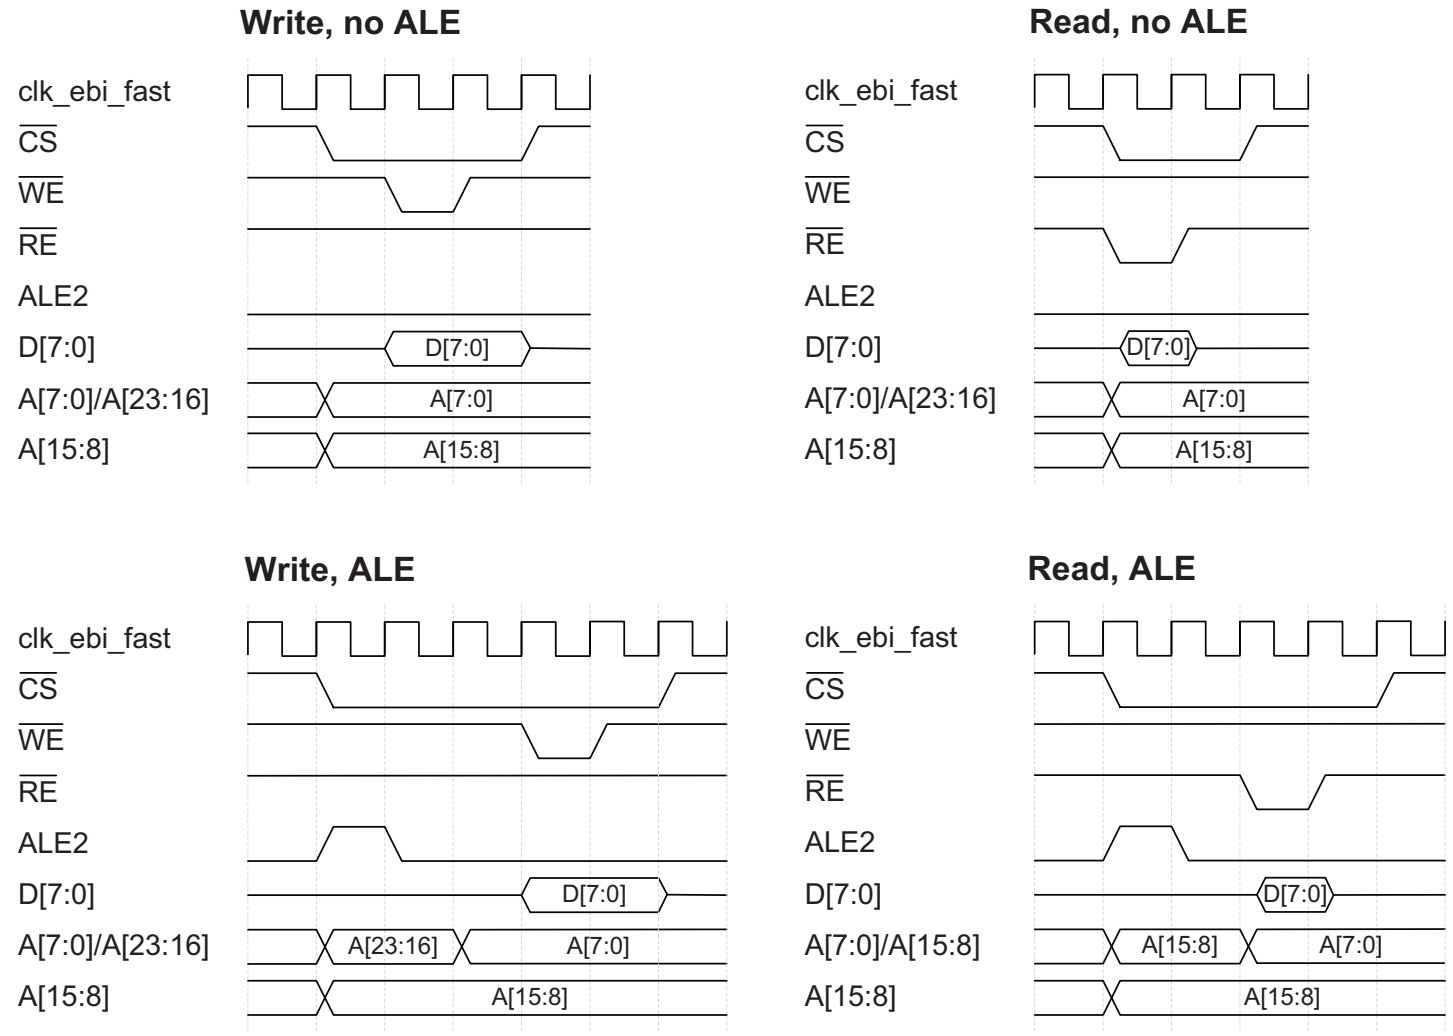 Write, no ALE
clk_ebi_fast
CS
WE
RE
ALE2
D[7:0]
D[7:0]
A[7:0]/A[23:16]
A[7:0]
A[15:8]
A[15:8]
Read, no ALE
clk_ebi_fast
CS
WE
RE
ALE2
D[7:0]
D[7:0]
A[7:0]/A[23:16]
A[7:0]
A[15:8]
A[15:8]
Write, ALE
clk_ebi_fast
CS
WE
RE
ALE2
D[7:0]
D[7:0]
A[7:0]/A[23:16]
A[23:16]
A[7:0]
A[15:8]
A[15:8]
Read, ALE
clk_ebi_fast
CS
WE
RE
ALE2
D[7:0]
D[7:0]
A[7:0]/A[15:8]
A[15:8]
A[7:0]
A[15:8]
A[15:8]